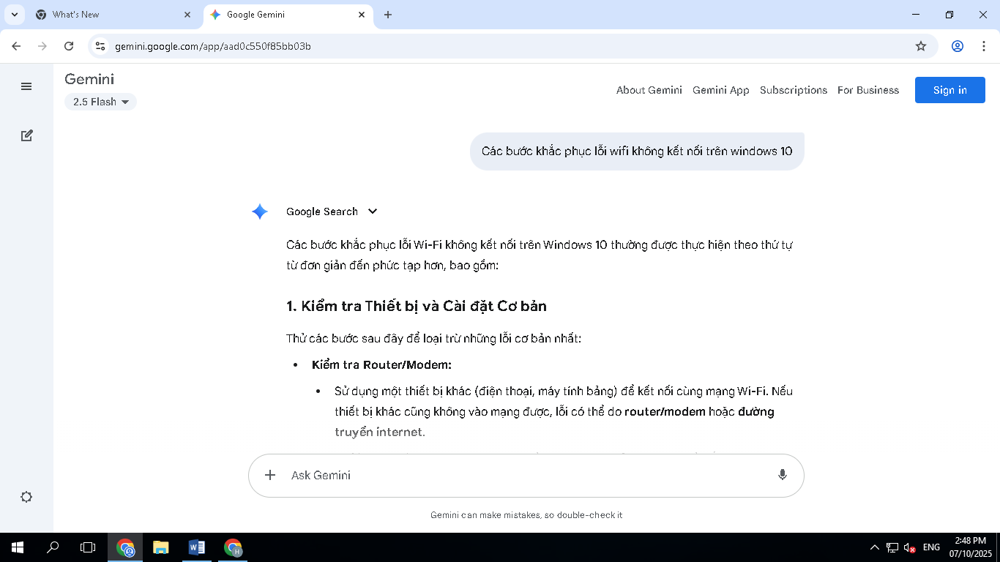 What's New
Google Gemini
gemini.google.com/app/aad0c550f85bb03b
Gemini
2.5 Flash
About Gemini
Gemini App
Subscriptions
For Business
Sign in
Các bước khắc phục lỗi wifi không kết nối trên windows 10
Google Search
Các bước khắc phục lỗi Wi-Fi không kết nối trên Windows 10 thường được thực hiện theo thứ tự
từ đơn giản đến phức tạp hơn, bao gồm:
1. Kiểm tra Thiết bị và Cài đặt Cơ bản
Thử các bước sau đây để loại trừ những lỗi cơ bản nhất:
• Kiểm tra Router/Modem:
• Sử dụng một thiết bị khác (điện thoại, máy tính bảng) để kết nối cùng mạng Wi-Fi. Nếu
thiết bị khác cũng không vào mạng được, lỗi có thể do router/modem hoặc đường
truyền internet.
Ask Gemini
Gemini can make mistakes, so double-check it
H
ENG
2:48 PM
07/10/2025